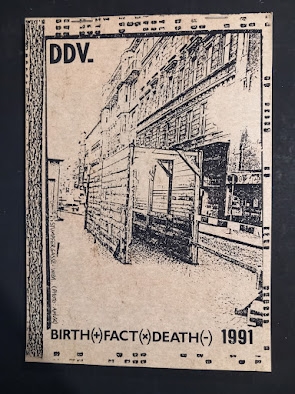 DDV.
BIRTH(+)FACT(×)DEATH(-) 1991